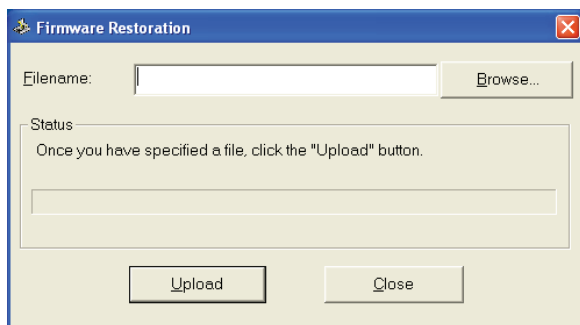 Firmware Restoration
Filename: Browse...
Status
Once you have specified a file, click the "Upload" button.
Upload Close